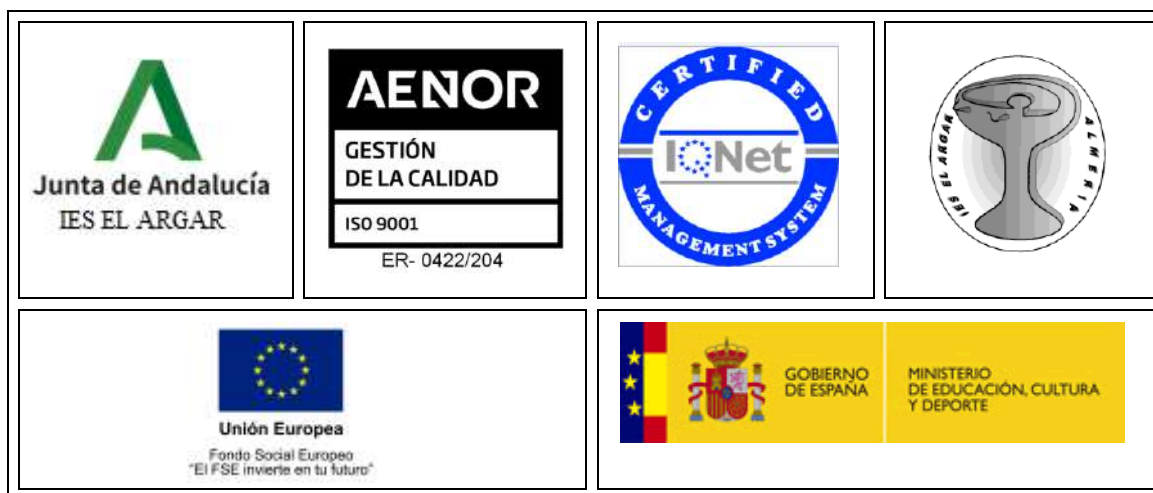 Junta de Andalucía
IES EL ARGAR
AENOR
GESTIÓN
DE LA CALIDAD
ISO 9001
ER- 0422/204
CERTIFIED
IQNet
MANAGEMENT SYSTEM
IES EL ARGAR
ALMERIA
Unión Europea
Fondo Social Europeo
"El FSE invierte en tu futuro"
GOBIERNO
DE ESPAÑA
MINISTERIO
DE EDUCACIÓN, CULTURA
Y DEPORTE